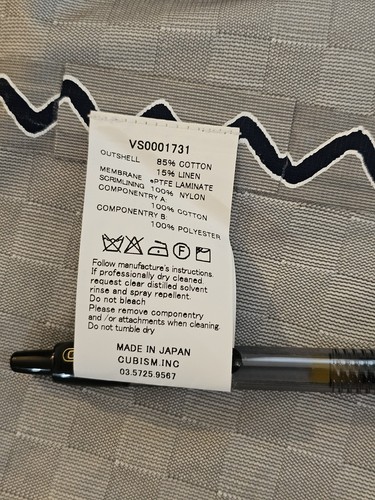 VS0001731
OUTSHELL 85% COTTON
15% LINEN
MEMBRANE ePTFE LAMINATE
SCRIMLINING 100% NYLON
COMPONENTRY A:
100% COTTON
COMPONENTRY B:
100% POLYESTER
F
Follow manufacture's instructions.
If professionally dry cleaned,
request clear distilled solvent
rinse and spray repellent.
Do not bleach
Please remove componentry
and /or attachments when cleaning.
Do not tumble dry
MADE IN JAPAN
CUBISM.INC
03.5725.9567